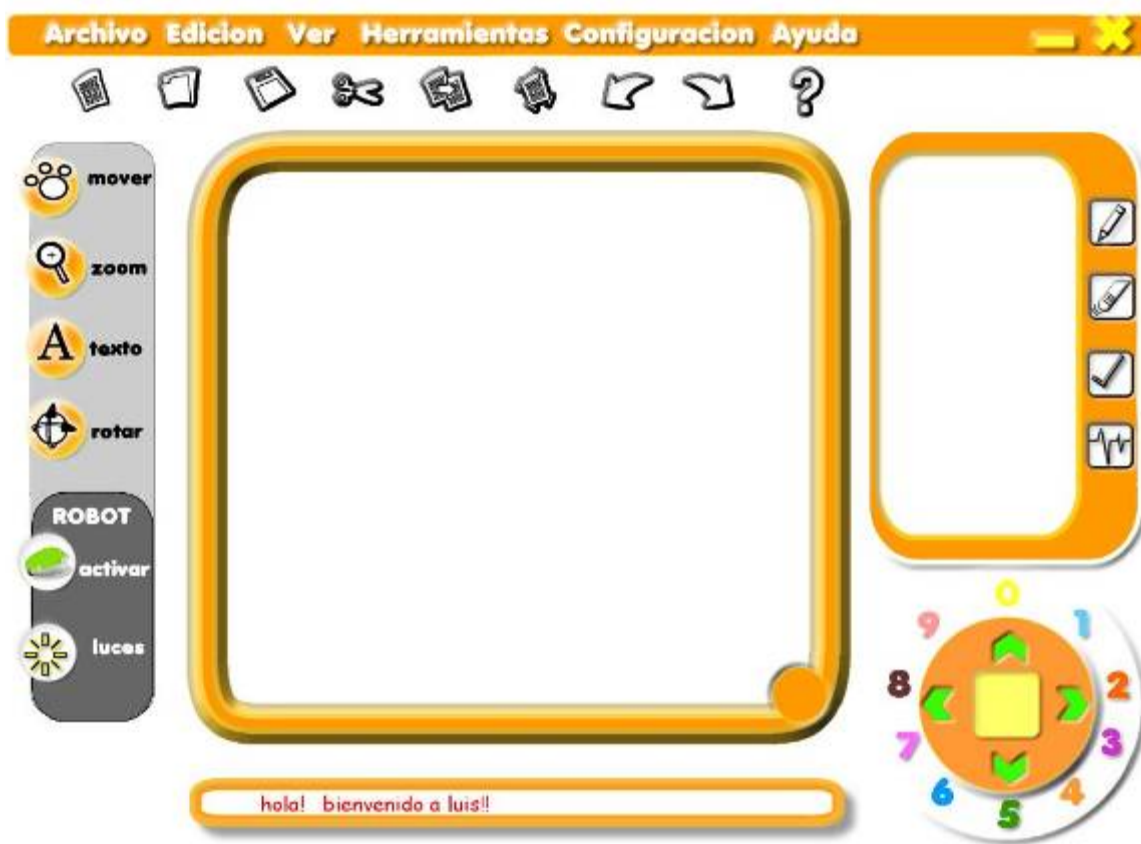 Archivo Edicion Ver Herramientas Configuracion Ayuda
mover
zoom
A texto
rotar
ROBOT
activar
luces
0
1
2
3
4
5
6
7
8
9
hola! bienvenido a luis!!